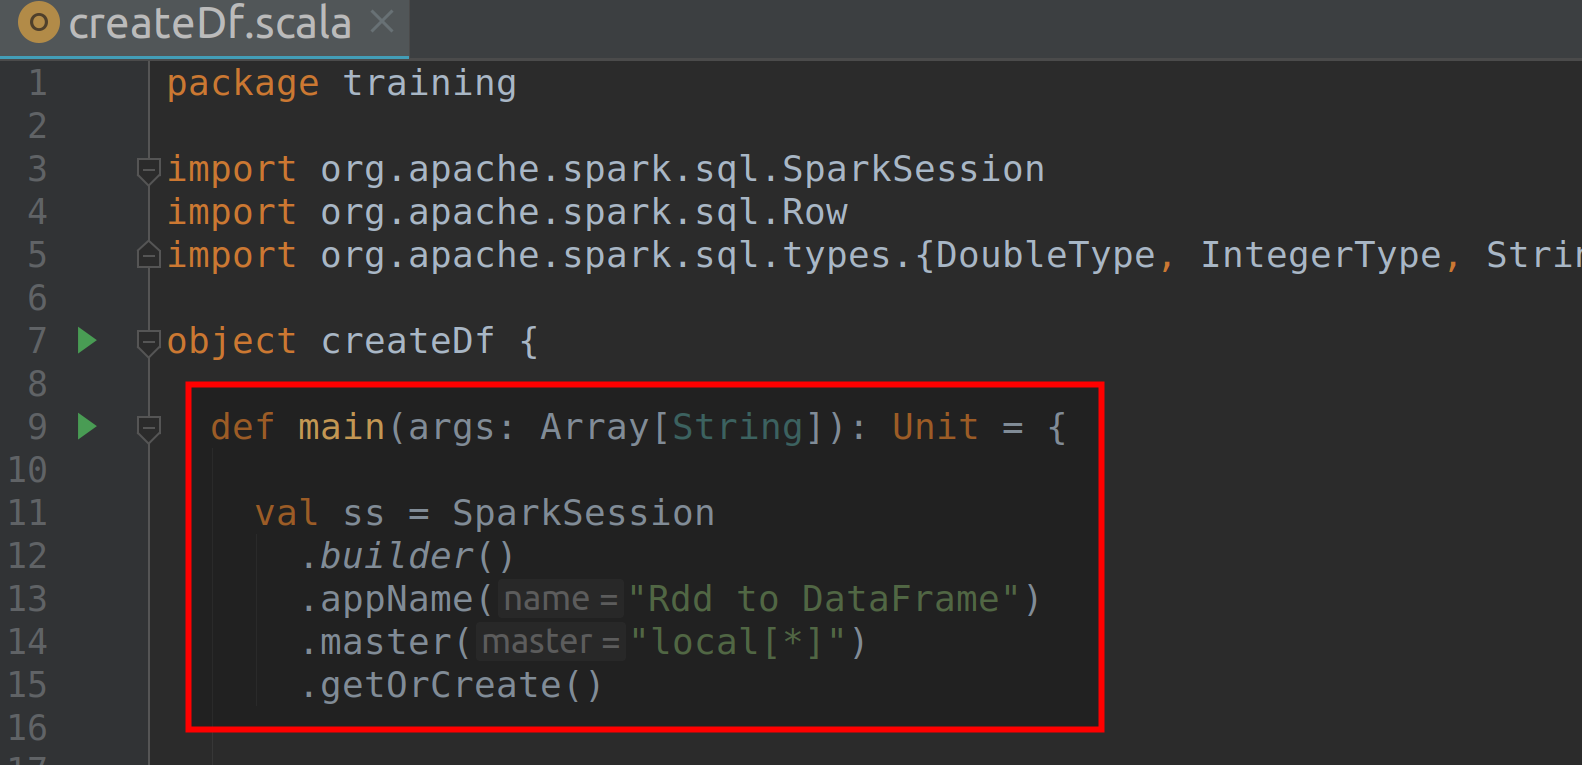 createDf.scala
1 package training
2
3 import org.apache.spark.sql.SparkSession
4 import org.apache.spark.sql.Row
5 import org.apache.spark.sql.types.{DoubleType, IntegerType, Strin
6
7 object createDf {
8
9 def main(args: Array[String]): Unit = {
10
11 val ss = SparkSession
12 .builder()
13 .appName( name = "Rdd to DataFrame")
14 .master( master = "local[*]")
15 .getOrCreate()
16
17